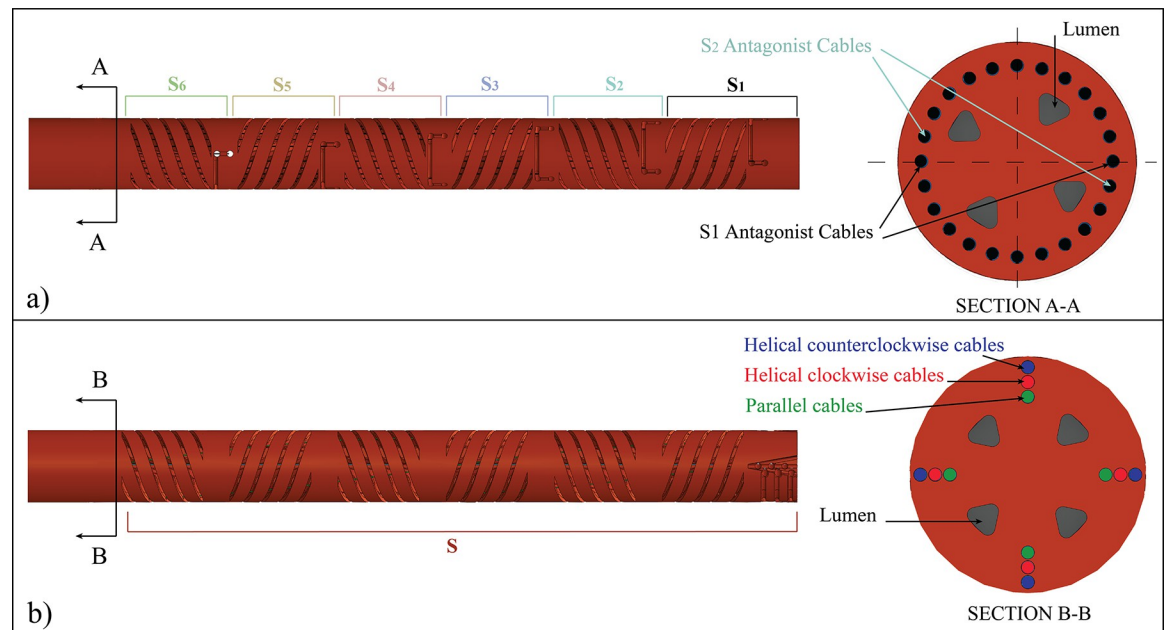 A
S6
S5
S4
S3
S2
S1
A
S2 Antagonist Cables
Lumen
S1 Antagonist Cables
SECTION A-A
a)
B
S
B
Helical counterclockwise cables
Helical clockwise cables
Parallel cables
Lumen
SECTION B-B
b)